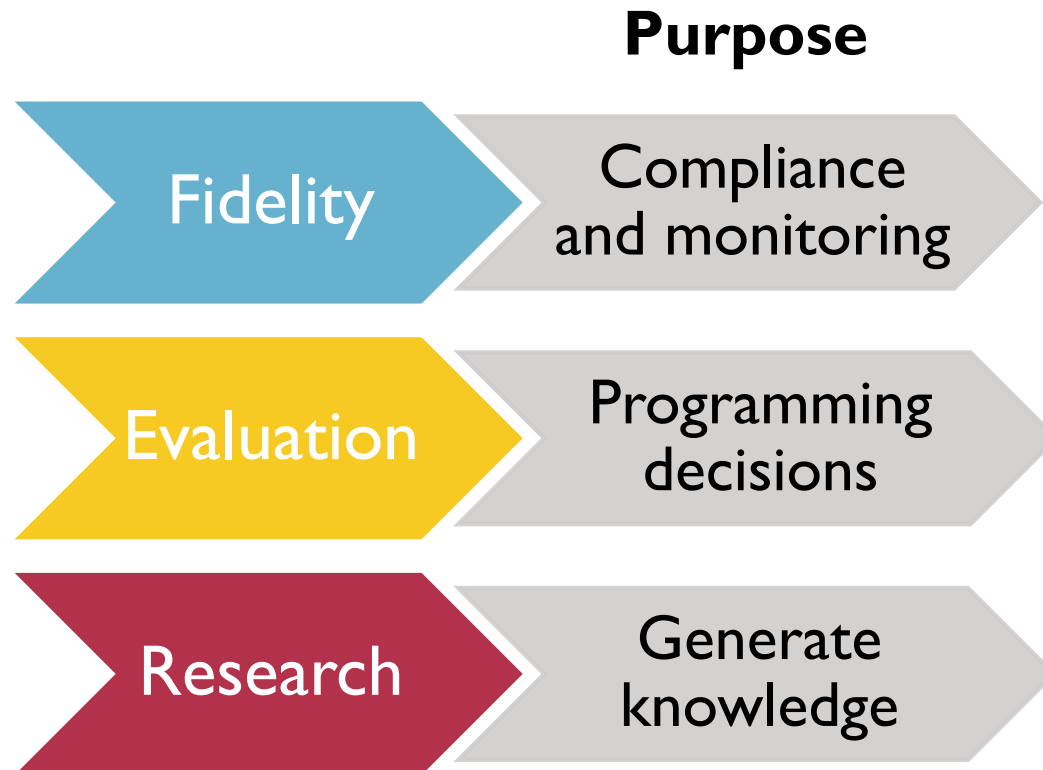 Purpose
Fidelity
Compliance
and monitoring
Evaluation
Programming
decisions
Research
Generate
knowledge